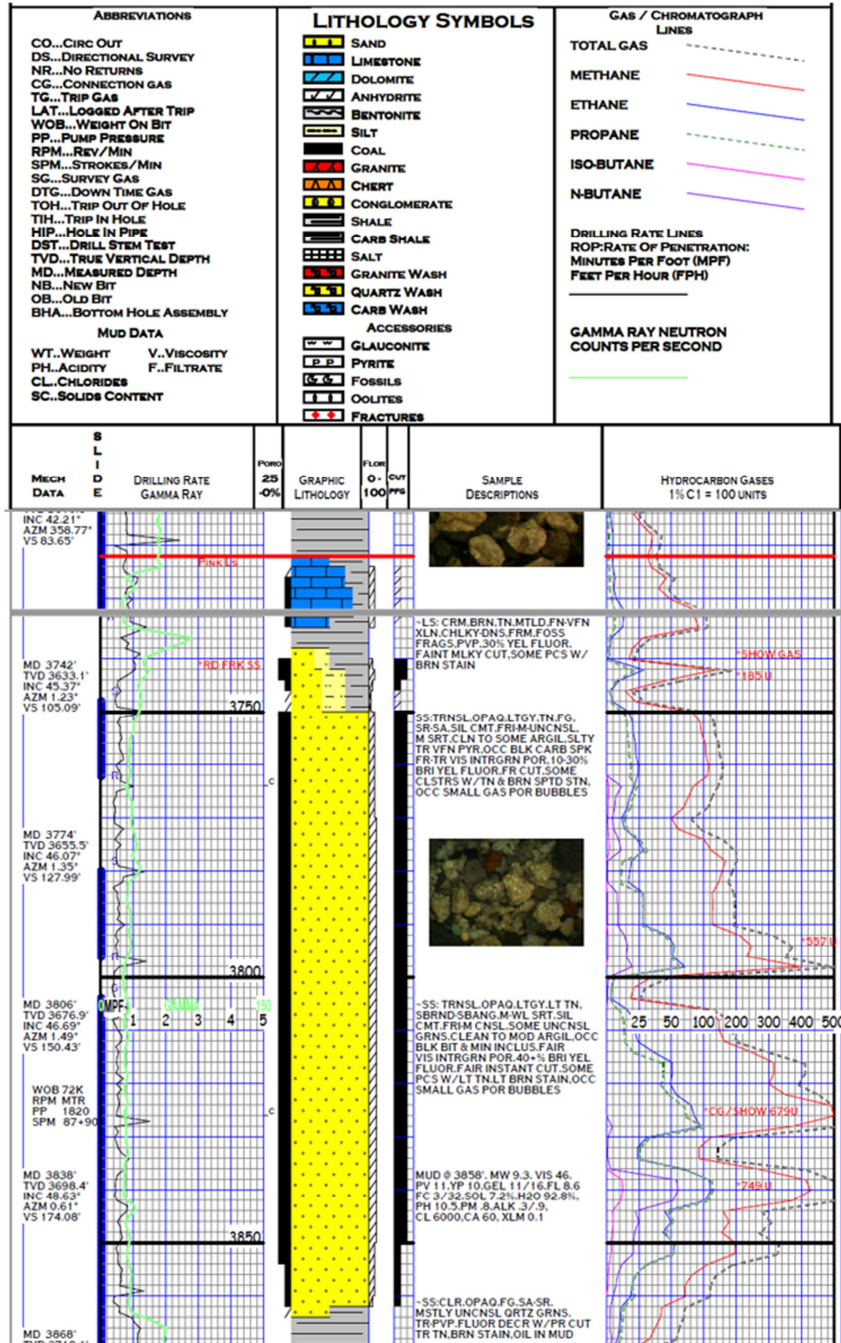 ABBREVIATIONS
CO...CIRC OUT
DS...DIRECTIONAL SURVEY
NR...NO RETURNS
CG...CONNECTION GAS
TG...TRIP GAS
LAT...LOGGED AFTER TRIP
WOB...WEIGHT ON BIT
PP...PUMP PRESSURE
RPM...REV/MIN
SPM...STROKES/MIN
SG...SURVEY GAS
DTG...DOWN TIME GAS
TOH...TRIP OUT OF HOLE
TIH...TRIP IN HOLE
HIP...HOLE IN PIPE
DST...DRILL STEM TEST
TVD...TRUE VERTICAL DEPTH
MD...MEASURED DEPTH
NB...NEW BIT
OB...OLD BIT
BHA...BOTTOM HOLE ASSEMBLY
MUD DATA
WT..WEIGHT V..VISCOSITY
PH..ACIDITY F..FILTRATE
CL..CHLORIDES
SC..SOLIDS CONTENT
LITHOLOGY SYMBOLS
SAND
LIMESTONE
DOLOMITE
ANHYDRITE
BENTONITE
SILT
COAL
GRANITE
CHERT
CONGLOMERATE
SHALE
CARB SHALE
SALT
GRANITE WASH
QUARTZ WASH
CARB WASH
ACCESSORIES
GLAUCONITE
P P PYRITE
FOSSILS
OOLITES
FRACTURES
GAS / CHROMATOGRAPH
LINES
TOTAL GAS
METHANE
ETHANE
PROPANE
ISO-BUTANE
N-BUTANE
DRILLING RATE LINES
ROP:RATE OF PENETRATION:
MINUTES PER FOOT (MPF)
FEET PER HOUR (FPH)
GAMMA RAY NEUTRON
COUNTS PER SECOND
MECH
DATA
S
L
I
D
E
DRILLING RATE
GAMMA RAY
PORO
25
-0%
GRAPHIC
LITHOLOGY
FLOR
0 -
100
CUT
PFG
SAMPLE
DESCRIPTIONS
HYDROCARBON GASES
1% C1 = 100 UNITS
INC 42.21°
AZM 358.77°
VS 83.65'
PINK LS
~LS: CRM,BRN,TN,MTLD,FN-VFN
XLN,CHLKY-DNS,FRM,FOSS
FRAGS,PVP,30% YEL FLUOR,
FAINT MLKY CUT,SOME PCS W/
BRN STAIN
*RD FRK SS
*SHOW GAS
*185 U
MD 3742'
TVD 3633.1'
INC 45.37°
AZM 1.23°
VS 105.09'
3750
SS:TRNSL,OPAQ,LTGY,TN,FG,
SR-SA,SIL CMT,FRI-M-UNCNSL,
M SRT,CLN TO SOME ARGIL,SLTY
TR VFN PYR,OCC BLK CARB SPK
FR-TR VIS INTRGRN POR,10-30%
BRI YEL FLUOR,FR CUT,SOME
CLSTRS W/TN & BRN SPTD STN,
OCC SMALL GAS POR BUBBLES
R
C
MD 3774'
TVD 3655.5'
INC 46.07°
AZM 1.35°
VS 127.99'
*557 U
3800
MD 3806'
TVD 3676.9'
INC 46.69°
AZM 1.49°
VS 150.43'
0MPF GAMMA 150
1 2 3 4 5
25 50 100 200 300 400 500
~SS: TRNSL,OPAQ,LTGY,LT TN,
SBRND-SBANG,M-WL SRT,SIL
CMT,FRI-M CNSL,SOME UNCNSL
GRNS,CLEAN TO MOD ARGIL,OCC
BLK BIT & MIN INCLUS,FAIR
VIS INTRGRN POR,40+% BRI YEL
FLUOR,FAIR INSTANT CUT,SOME
PCS W/LT TN,LT BRN STAIN,OCC
SMALL GAS POR BUBBLES
WOB 72K
RPM MTR
PP 1820
SPM 87+90
C
*CG/SHOW 679U
MD 3838'
TVD 3698.4'
INC 48.63°
AZM 0.61°
VS 174.08'
MUD @ 3858', MW 9.3, VIS 46,
PV 11,YP 10,GEL 11/16,FL 8.6
FC 3/32,SOL 7.2%,H2O 92.8%,
PH 10.5,PM .8,ALK .3/.9,
CL 6000,CA 60, XLM 0.1
*749 U
3850
~SS:CLR,OPAQ,FG,SA-SR,
MSTLY UNCNSL QRTZ GRNS,
TR-PVP,FLUOR DECR W/PR CUT
TR TN,BRN STAIN,OIL IN MUD
MD 3868'